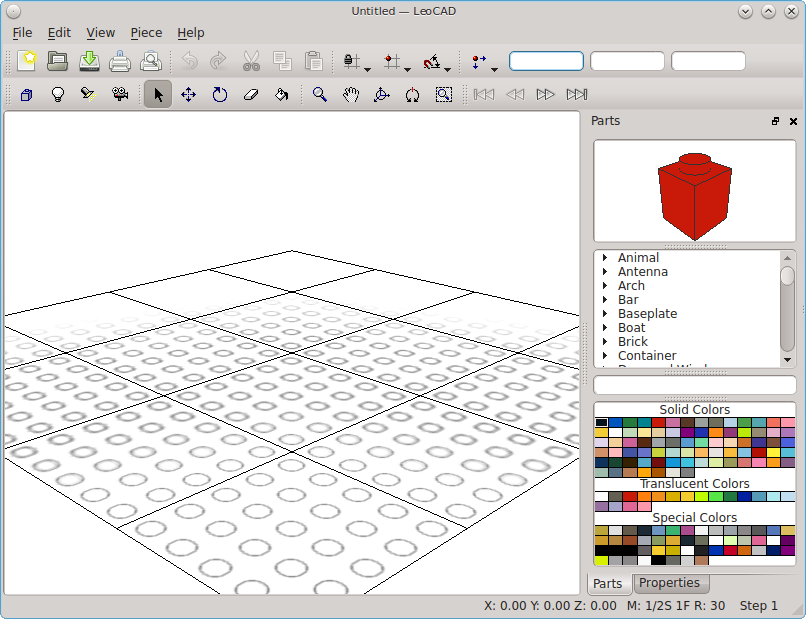 Untitled — LeoCAD
File Edit View Piece Help
Parts
Animal
Antenna
Arch
Bar
Baseplate
Boat
Brick
Container
Solid Colors
Translucent Colors
Special Colors
Parts Properties
X: 0.00 Y: 0.00 Z: 0.00 M: 1/2S 1F R: 30 Step 1